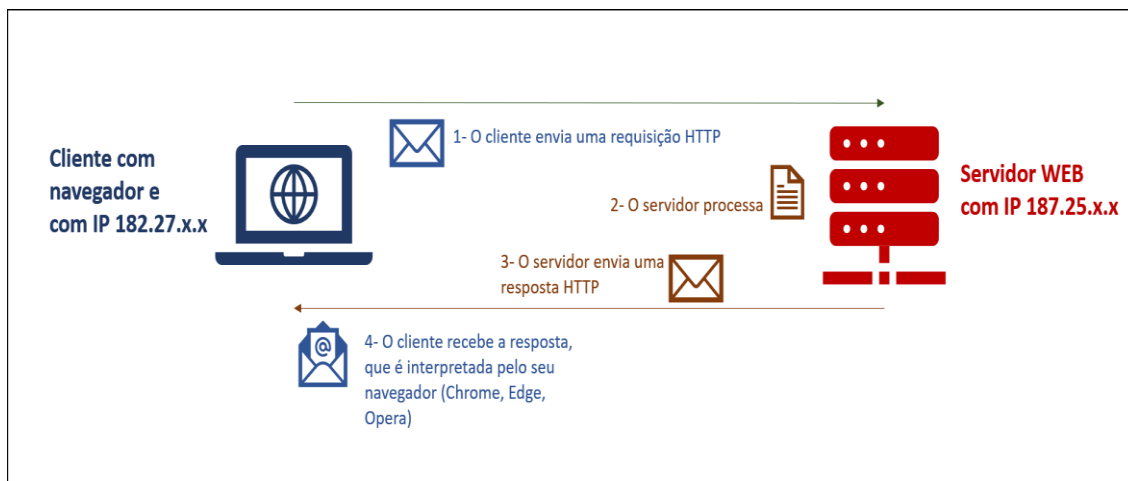 Cliente com
navegador e
com IP 182.27.x.x
1- O cliente envia uma requisição HTTP
2- O servidor processa
Servidor WEB
com IP 187.25.x.x
3- O servidor envia uma
resposta HTTP
@
4- O cliente recebe a resposta,
que é interpretada pelo seu
navegador (Chrome, Edge,
Opera)